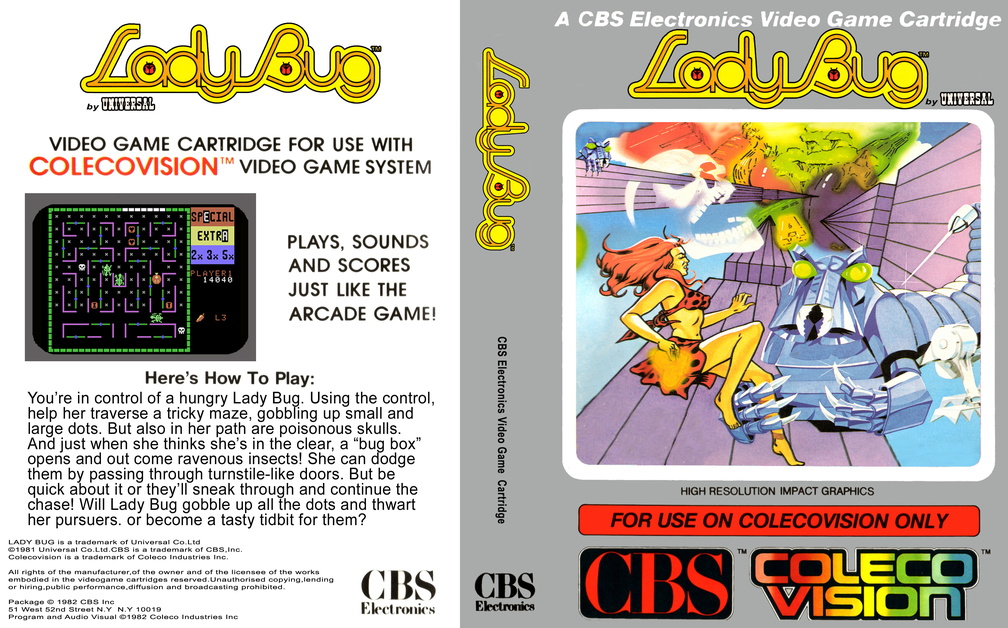 Lady Bug™
by UNIVERSAL
VIDEO GAME CARTRIDGE FOR USE WITH
COLECOVISION™ VIDEO GAME SYSTEM
SPECIAL
EXTRA
2x 3x 5x
PLAYER1
14040
L3
PLAYS, SOUNDS
AND SCORES
JUST LIKE THE
ARCADE GAME!
Here's How To Play:
You're in control of a hungry Lady Bug. Using the control,
help her traverse a tricky maze, gobbling up small and
large dots. But also in her path are poisonous skulls.
And just when she thinks she's in the clear, a “bug box”
opens and out come ravenous insects! She can dodge
them by passing through turnstile-like doors. But be
quick about it or they'll sneak through and continue the
chase! Will Lady Bug gobble up all the dots and thwart
her pursuers. or become a tasty tidbit for them?
LADY BUG is a trademark of Universal Co.Ltd
©1981 Universal Co.Ltd.CBS is a trademark of CBS,Inc.
Colecovision is a trademark of Coleco Industries Inc.
All rights of the manufacturer,of the owner and of the licensee of the works
embodied in the videogame cartridges reserved.Unauthorised copying,lending
or hiring,public performance,diffusion and broadcasting prohibited.
Package © 1982 CBS Inc
51 West 52nd Street N.Y N.Y 10019
Program and Audio Visual ©1982 Coleco Industries Inc
CBS
Electronics
Lady Bug™
CBS Electronics Video Game Cartridge
CBS
Electronics
A CBS Electronics Video Game Cartridge
Lady Bug™
by UNIVERSAL
HIGH RESOLUTION IMPACT GRAPHICS
FOR USE ON COLECOVISION ONLY
CBS™
COLECO™
VISION